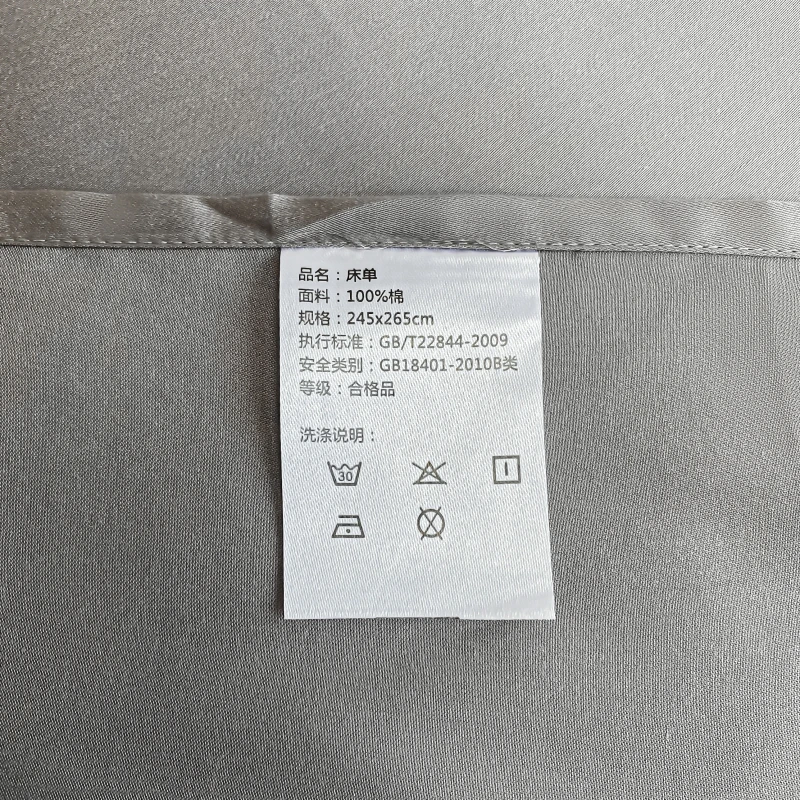 品名：床单
面料：100%棉
规格：245x265cm
执行标准：GB/T22844-2009
安全类别：GB18401-2010B类
等级：合格品
洗涤说明：
30